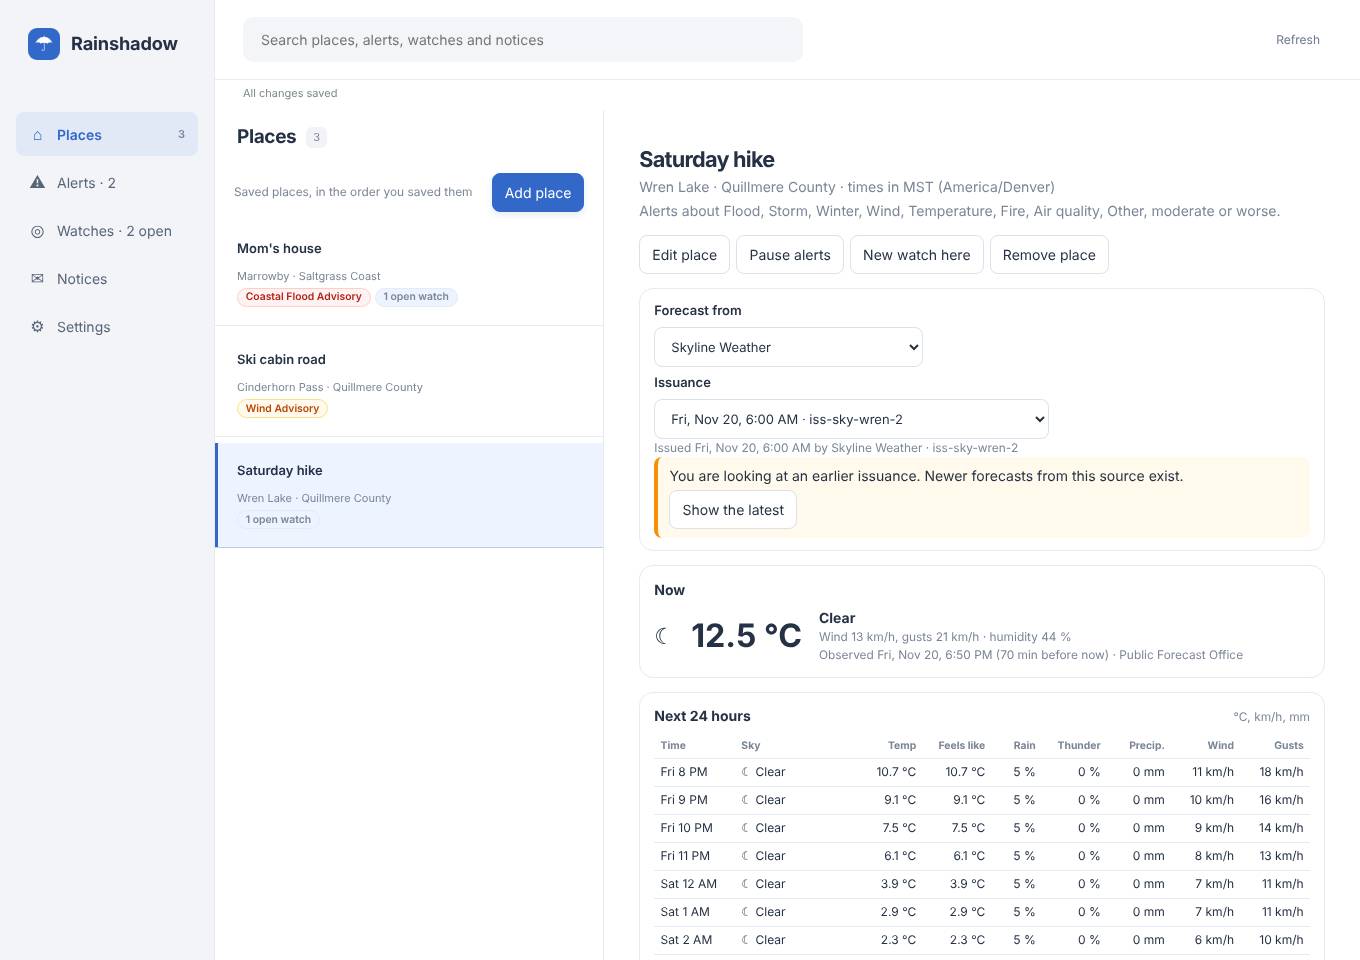 Rainshadow
Search places, alerts, watches and notices
Refresh
All changes saved
Places 3
Alerts · 2
Watches · 2 open
Notices
Settings
Places 3
Saved places, in the order you saved them
Add place
Mom's house
Marrowby · Saltgrass Coast
Coastal Flood Advisory 1 open watch
Ski cabin road
Cinderhorn Pass · Quillmere County
Wind Advisory
Saturday hike
Wren Lake · Quillmere County
1 open watch
Saturday hike
Wren Lake · Quillmere County · times in MST (America/Denver)
Alerts about Flood, Storm, Winter, Wind, Temperature, Fire, Air quality, Other, moderate or worse.
Edit place Pause alerts New watch here Remove place
Forecast from
Skyline Weather
Issuance
Fri, Nov 20, 6:00 AM · iss-sky-wren-2
Issued Fri, Nov 20, 6:00 AM by Skyline Weather · iss-sky-wren-2
You are looking at an earlier issuance. Newer forecasts from this source exist.
Show the latest
Now
12.5 °C
Clear
Wind 13 km/h, gusts 21 km/h · humidity 44 %
Observed Fri, Nov 20, 6:50 PM (70 min before now) · Public Forecast Office
Next 24 hours °C, km/h, mm
Time Sky Temp Feels like Rain Thunder Precip. Wind Gusts
Fri 8 PM Clear 10.7 °C 10.7 °C 5 % 0 % 0 mm 11 km/h 18 km/h
Fri 9 PM Clear 9.1 °C 9.1 °C 5 % 0 % 0 mm 10 km/h 16 km/h
Fri 10 PM Clear 7.5 °C 7.5 °C 5 % 0 % 0 mm 9 km/h 14 km/h
Fri 11 PM Clear 6.1 °C 6.1 °C 5 % 0 % 0 mm 8 km/h 13 km/h
Sat 12 AM Clear 3.9 °C 3.9 °C 5 % 0 % 0 mm 7 km/h 11 km/h
Sat 1 AM Clear 2.9 °C 2.9 °C 5 % 0 % 0 mm 7 km/h 11 km/h
Sat 2 AM Clear 2.3 °C 2.3 °C 5 % 0 % 0 mm 6 km/h 10 km/h